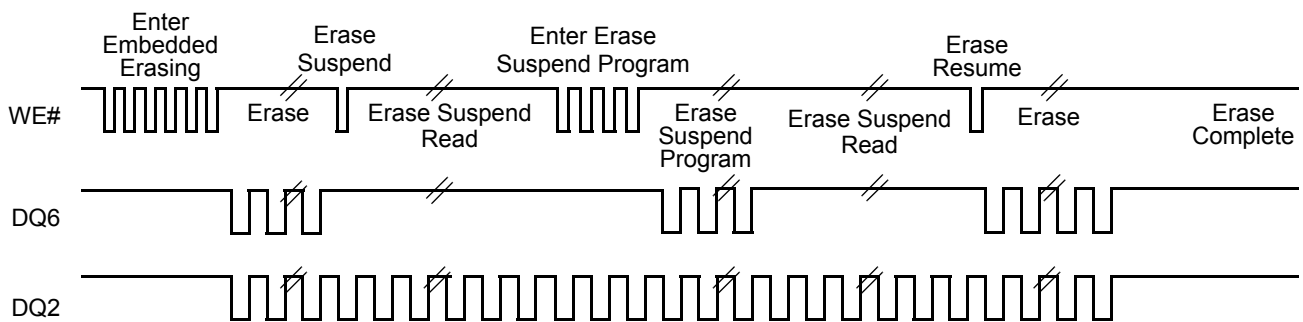 Enter
Embedded
Erasing
Erase
Suspend
Enter Erase
Suspend Program
Erase
Resume
WE#
Erase
Erase Suspend
Read
Erase
Suspend
Program
Erase Suspend
Read
Erase
Erase
Complete
DQ6
DQ2